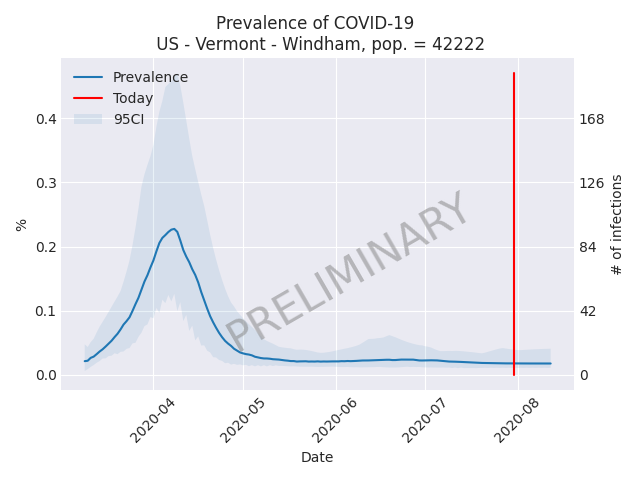 Prevalence of COVID-19
US - Vermont - Windham, pop. = 42222
Prevalence
Today
95CI
PRELIMINARY
%
0.4
0.3
0.2
0.1
0.0
168
126
84
42
0
# of infections
2020-04
2020-05
2020-06
2020-07
2020-08
Date